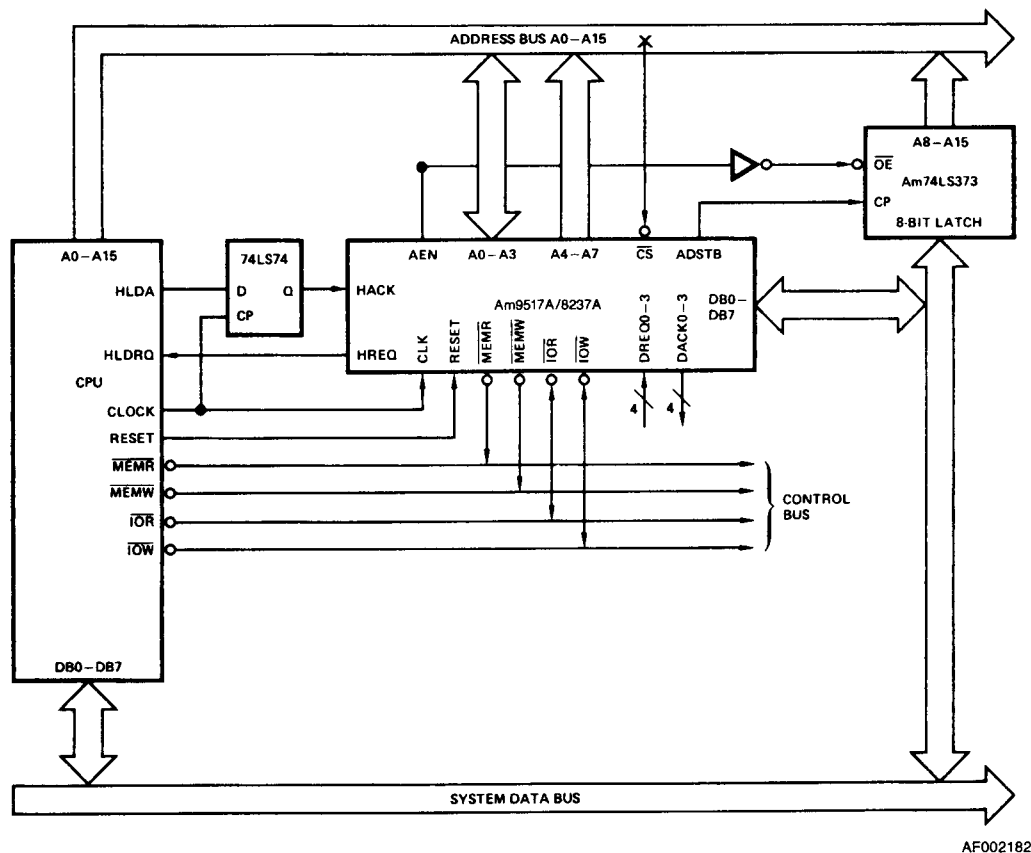 ADDRESS BUS A0–A15
A8–A15
OE
Am74LS373
CP
8-BIT LATCH
A0–A15
HLDA
HLDRQ
CPU
CLOCK
RESET
MEMR
MEMW
IOR
IOW
DB0–DB7
74LS74
D
Q
CP
AEN
A0–A3
A4–A7
CS
ADSTB
HACK
Am9517A/8237A
DB0–
DB7
HREQ
CLK
RESET
MEMR
MEMW
IOR
IOW
DREQ0-3
DACK0-3
4
4
CONTROL
BUS
SYSTEM DATA BUS
AF002182